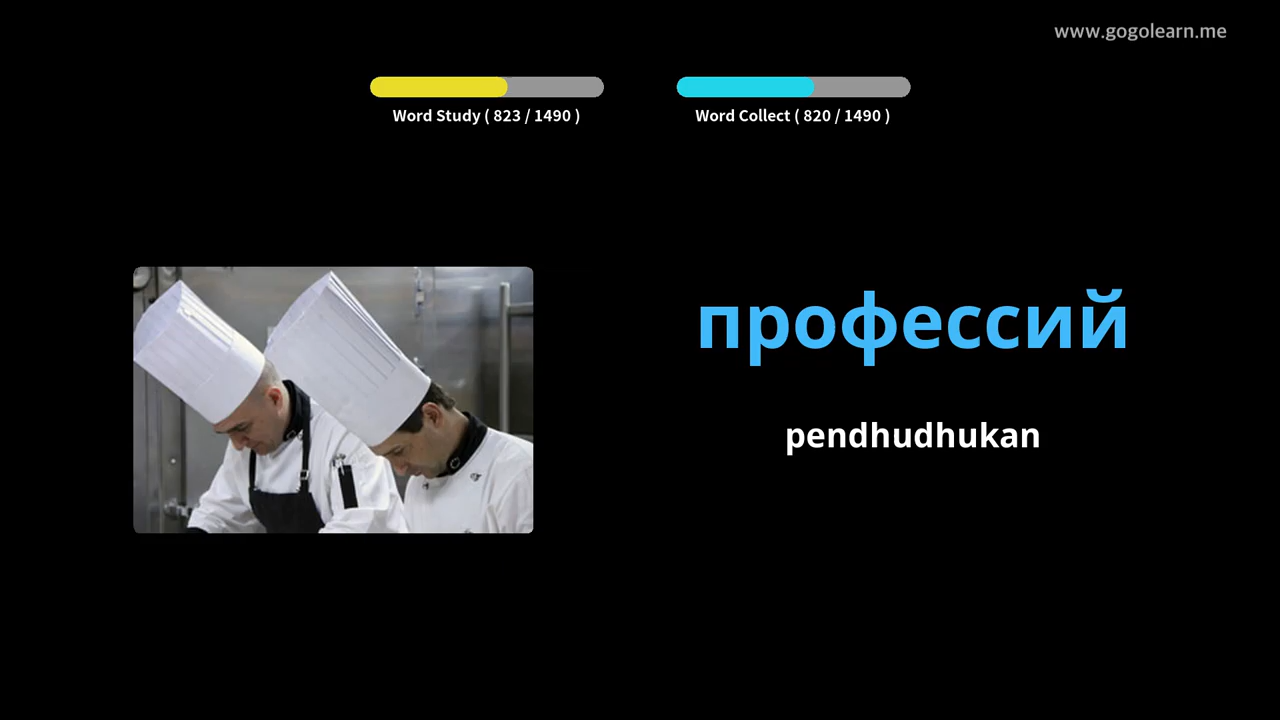 www.gogolearn.me
Word Study ( 823 / 1490 )
Word Collect ( 820 / 1490 )
профессий
pendhudhukan